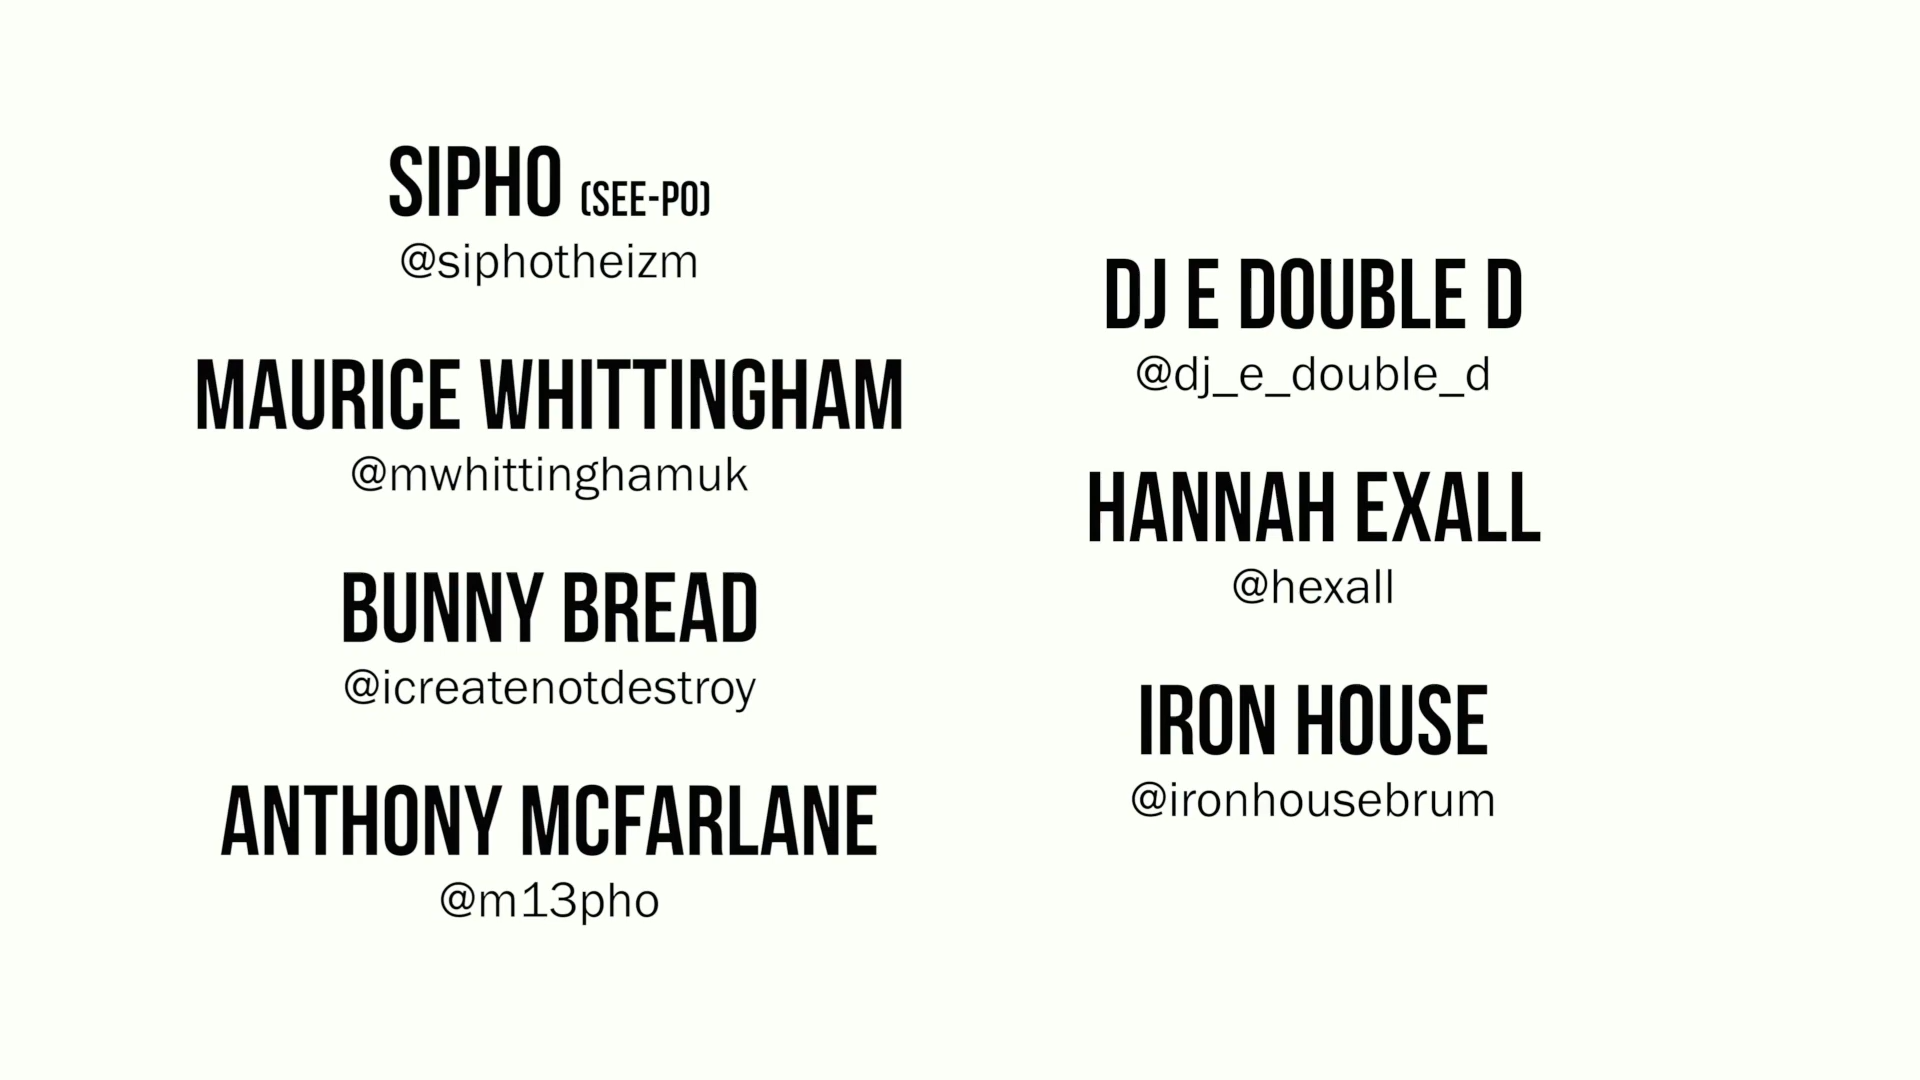 SIPHO (SEE-PO)
@siphotheizm
MAURICE WHITTINGHAM
@mwhittinghamuk
BUNNY BREAD
@icreatenotdestroy
ANTHONY MCFARLANE
@m13pho
DJ E DOUBLE D
@dj_e_double_d
HANNAH EXALL
@hexall
IRON HOUSE
@ironhousebrum